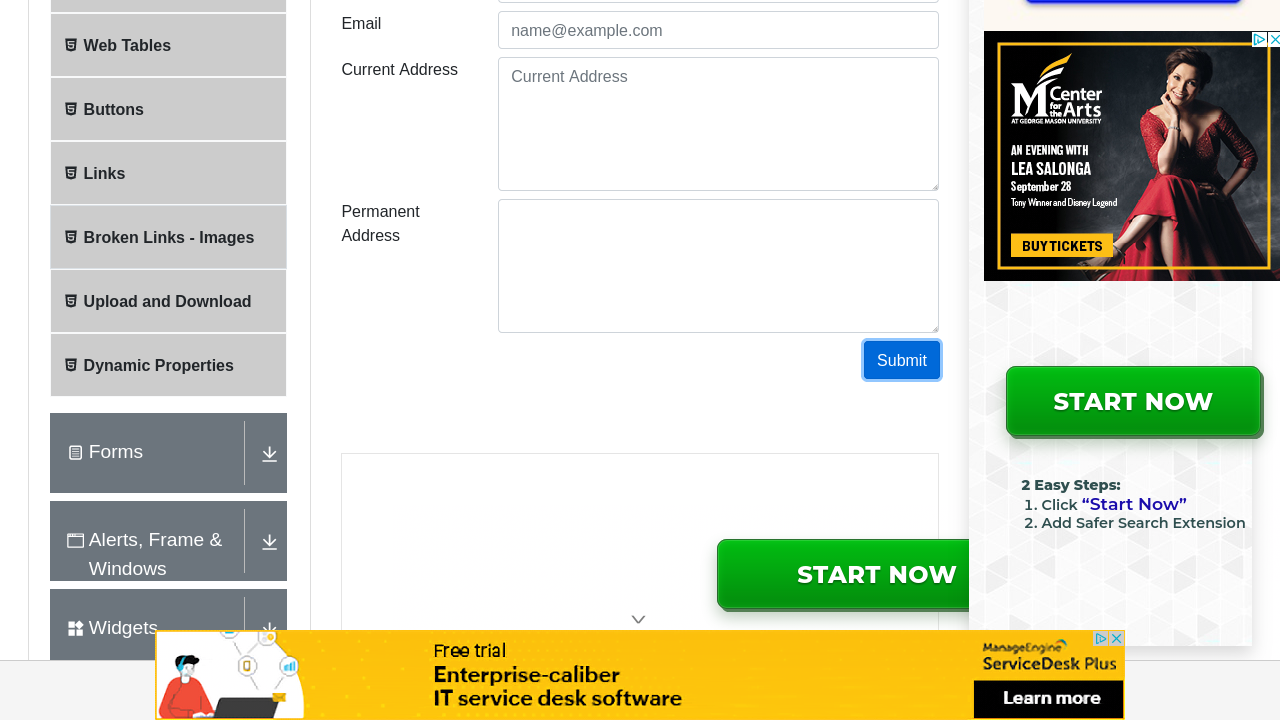 Web Tables
Buttons
Links
Broken Links - Images
Upload and Download
Dynamic Properties
Forms
Alerts, Frame &
Windows
Widgets
Email
name@example.com
Current Address
Current Address
Permanent
Address
Submit
START NOW
M Center
for the Arts
AT GEORGE MASON UNIVERSITY
AN EVENING WITH
LEA SALONGA
September 28
Tony Winner and Disney Legend
BUY TICKETS
START NOW
2 Easy Steps:
1. Click “Start Now”
2. Add Safer Search Extension
Free trial
Enterprise-caliber
IT service desk software
ManageEngine
ServiceDesk Plus
Learn more